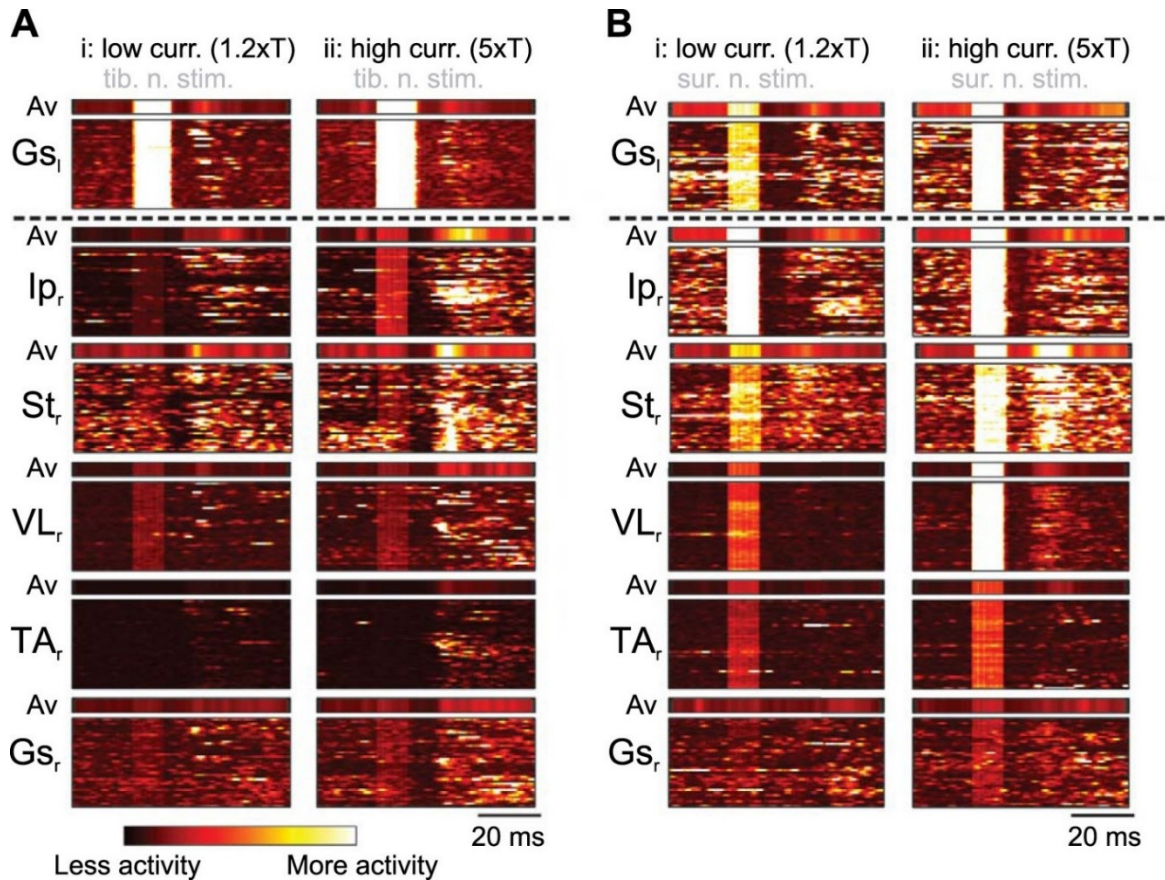 A
i: low curr. (1.2xT) ii: high curr. (5xT)
tib. n. stim. tib. n. stim.
Av
Gsl
Av
Ipr
Av
Str
Av
VLr
Av
TAr
Av
Gsr
Less activity More activity
20 ms
B
i: low curr. (1.2xT) ii: high curr. (5xT)
sur. n. stim. sur. n. stim.
Av
Gsl
Av
Ipr
Av
Str
Av
VLr
Av
TAr
Av
Gsr
20 ms